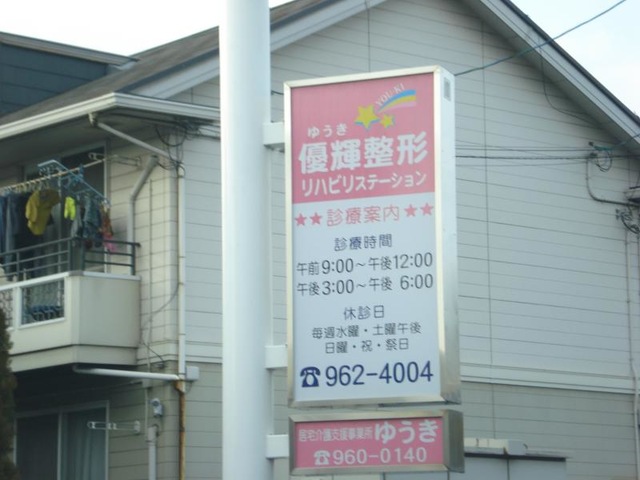 YOU KI
ゆうき
優輝整形
リハビリステーション
★★診療案内★★
診療時間
午前9:00～午後12:00
午後3:00～午後 6:00
休診日
毎週水曜・土曜午後
日曜・祝・祭日
☎962-4004
居宅介護支援事業所 ゆうき
☎960-0140